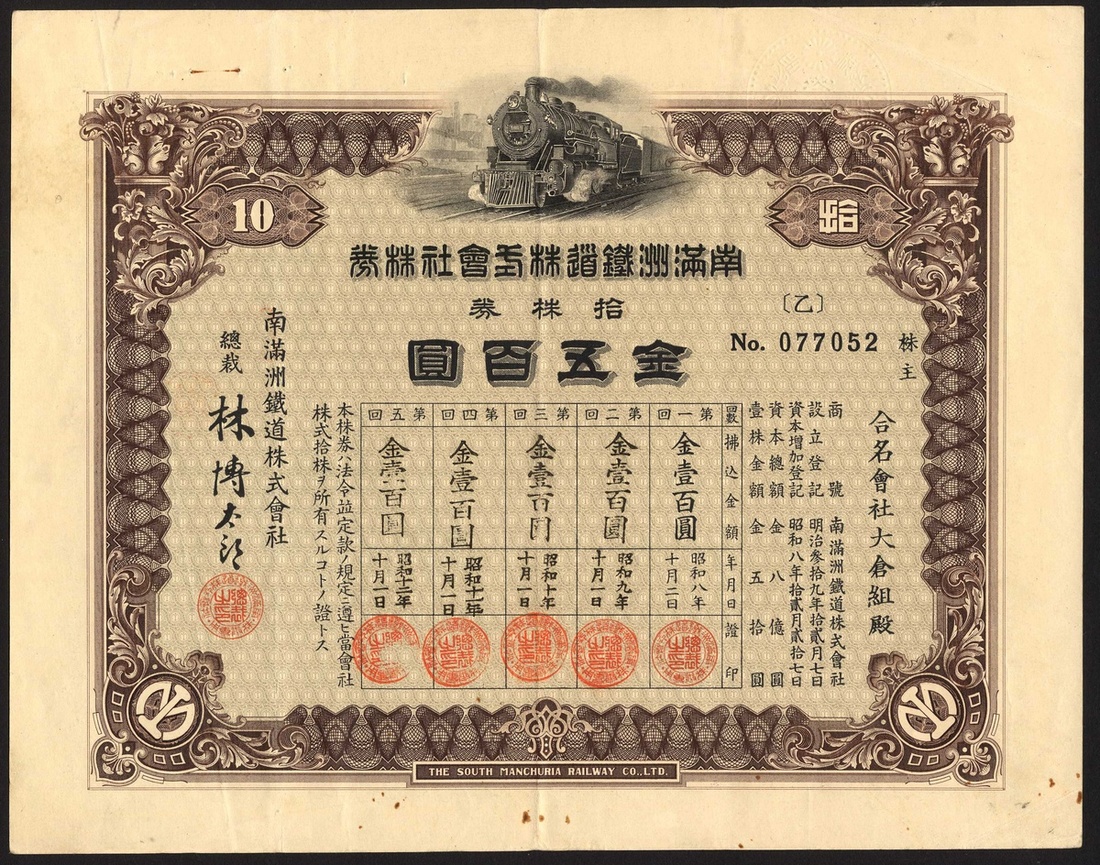 10
拾
南滿洲鐵道株式會社株券
拾株券
〔乙〕
金五百圓
No. 077052
株主
合名會社大倉組殿
商號 南滿洲鐵道株式會社
設立登記 明治參拾九年拾貳月七日
資本增加登記 昭和八年拾貳月貳拾七日
資本總額 金八億圓
壹株金額 金五拾圓
回數 拂込金額 年月日 證印
第一回 金壹百圓 昭和八年十月二日
第二回 金壹百圓 昭和九年十月一日
第三回 金壹百円 昭和十年十月一日
第四回 金壹百圓 昭和十一年十月一日
第五回 金壹百圓 昭和十二年十月一日
本株券ハ法令並定款ノ規定ニ遵ヒ當會社
株式拾株ヲ所有スルコトノ證トス
南滿洲鐵道株式會社
總裁 林博太郎
THE SOUTH MANCHURIA RAILWAY CO., LTD.